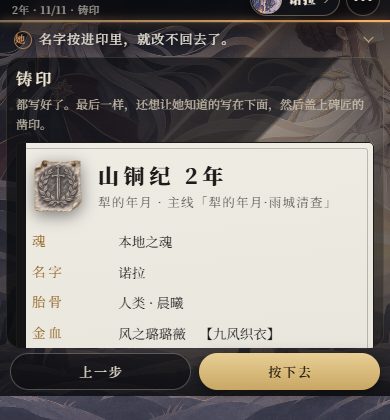 2年 · 11/11 · 铸印
诺拉
她 名字按进印里，就改不回去了。
铸印
都写好了。最后一样，还想让她知道的写在下面，然后盖上碑匠的
凿印。
山铜纪 2年
犁的年月 · 主线「犁的年月·雨城清查」
魂 本地之魂
名字 诺拉
胎骨 人类 · 晨曦
金血 风之璐璐薇 【九风织衣】
上一步
按下去